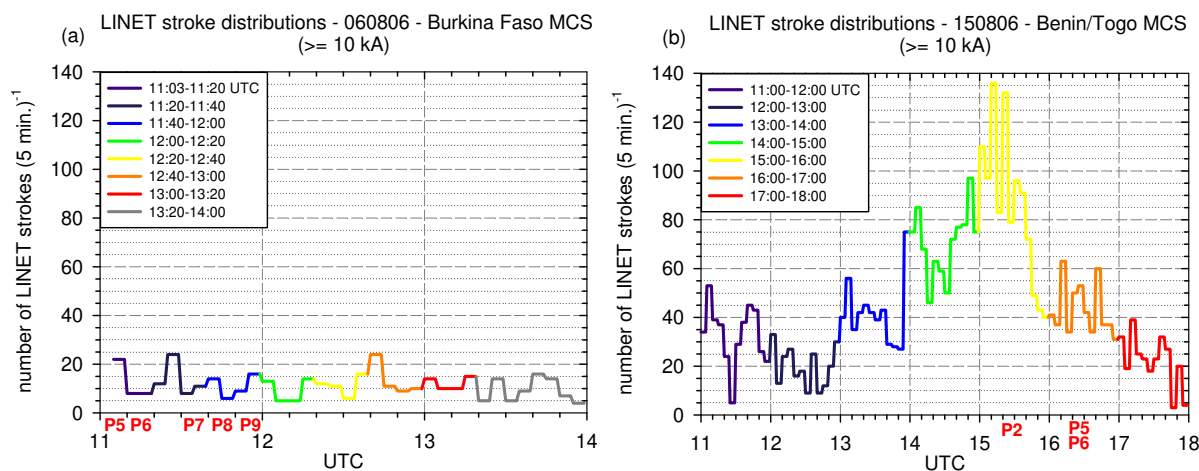 (a) LINET stroke distributions - 060806 - Burkina Faso MCS
(>= 10 kA)
number of LINET strokes (5 min.)⁻¹
140
120
100
80
60
40
20
0
11:03-11:20 UTC
11:20-11:40
11:40-12:00
12:00-12:20
12:20-12:40
12:40-13:00
13:00-13:20
13:20-14:00
11 12 13 14
P5 P6 P7 P8 P9
UTC
(b) LINET stroke distributions - 150806 - Benin/Togo MCS
(>= 10 kA)
number of LINET strokes (5 min.)⁻¹
140
120
100
80
60
40
20
0
11:00-12:00 UTC
12:00-13:00
13:00-14:00
14:00-15:00
15:00-16:00
16:00-17:00
17:00-18:00
11 12 13 14 15 16 17 18
P2 P5
P6
UTC